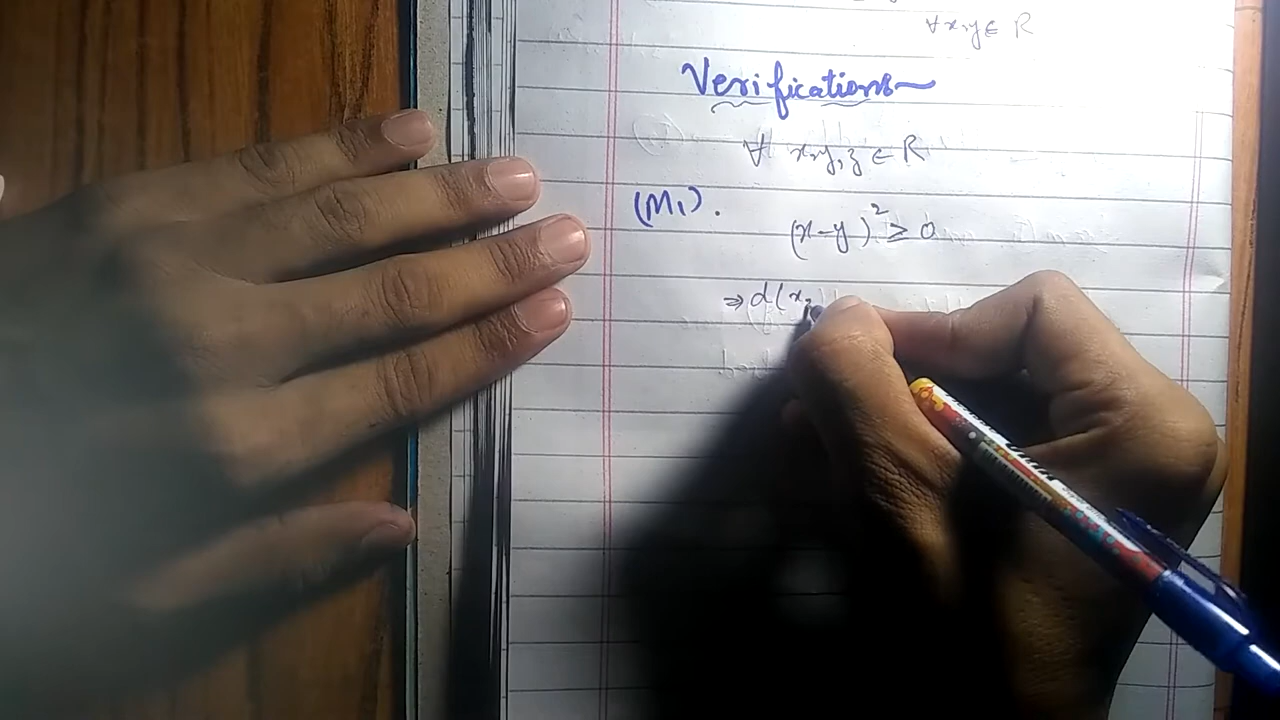 ∀ x, y ∈ R
Verifications
∀ x, y, z ∈ R
(M₁). (x-y)² ≥ 0
⇒ d(x,